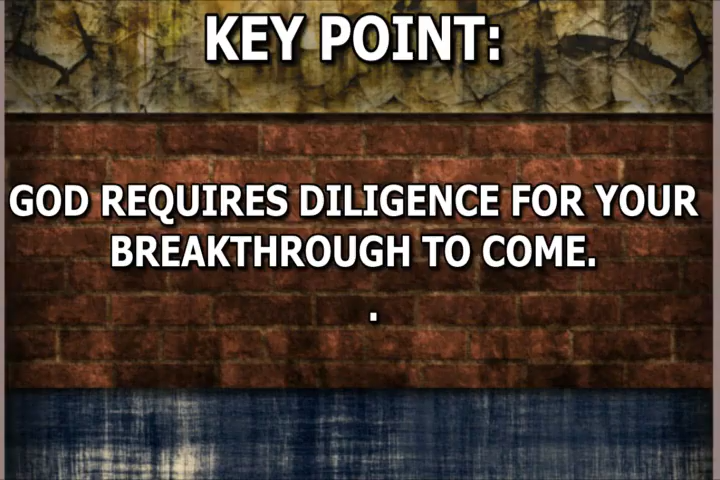 KEY POINT:
GOD REQUIRES DILIGENCE FOR YOUR
BREAKTHROUGH TO COME.
.